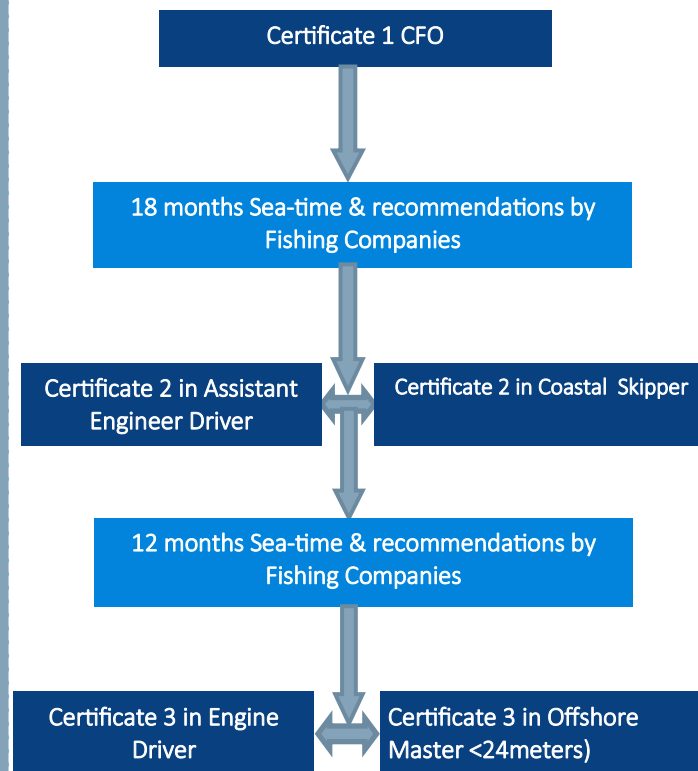 Certificate 1 CFO
18 months Sea-time & recommendations by
Fishing Companies
Certificate 2 in Assistant
Engineer Driver
Certificate 2 in Coastal  Skipper
12 months Sea-time & recommendations by
Fishing Companies
Certificate 3 in Engine
Driver
Certificate 3 in Offshore
Master <24meters)